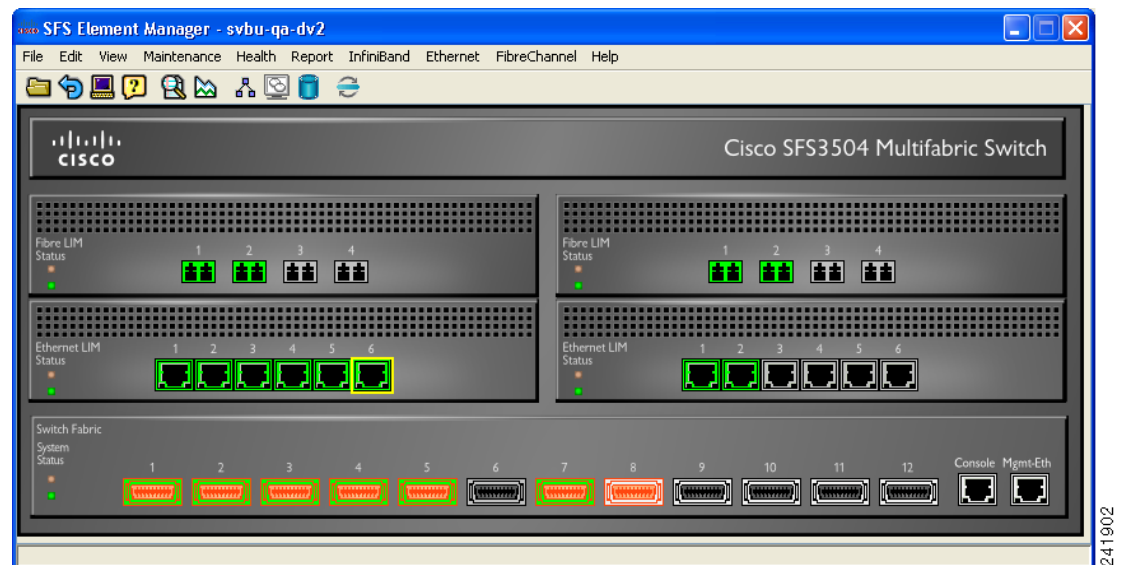 SFS Element Manager - svbu-qa-dv2
File Edit View Maintenance Health Report InfiniBand Ethernet FibreChannel Help
CISCO
Cisco SFS3504 Multifabric Switch
Fibre LIM
Status
1 2 3 4
Fibre LIM
Status
1 2 3 4
Ethernet LIM
Status
1 2 3 4 5 6
Ethernet LIM
Status
1 2 3 4 5 6
Switch Fabric
System
Status
1 2 3 4 5 6 7 8 9 10 11 12
Console Mgmt-Eth
241902